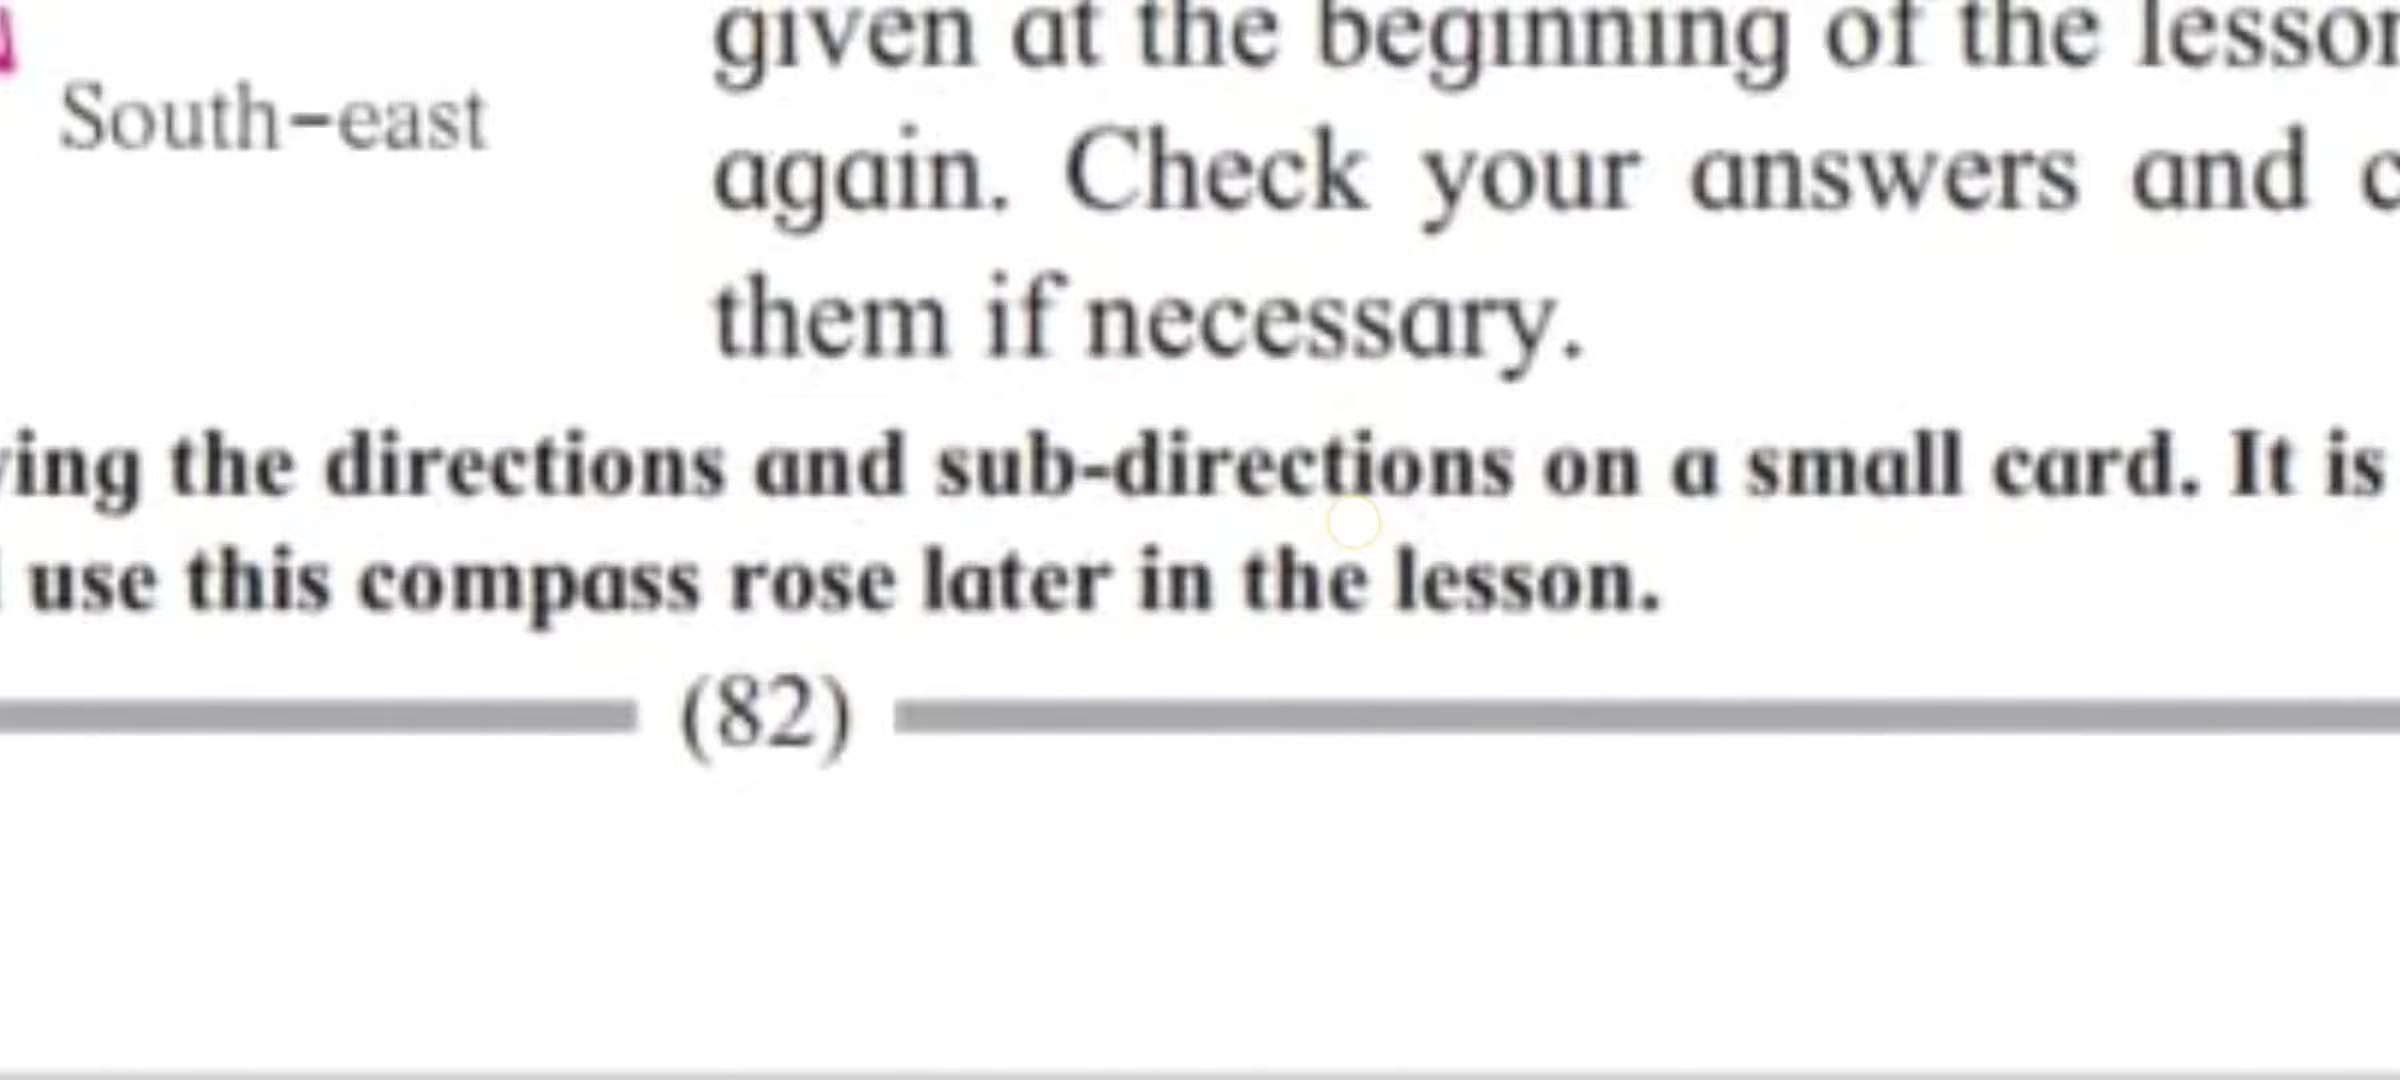 given at the beginning of the lesson
South-east
again. Check your answers and
them if necessary.
the directions and sub-directions on a small card. It is
use this compass rose later in the lesson.
(82)